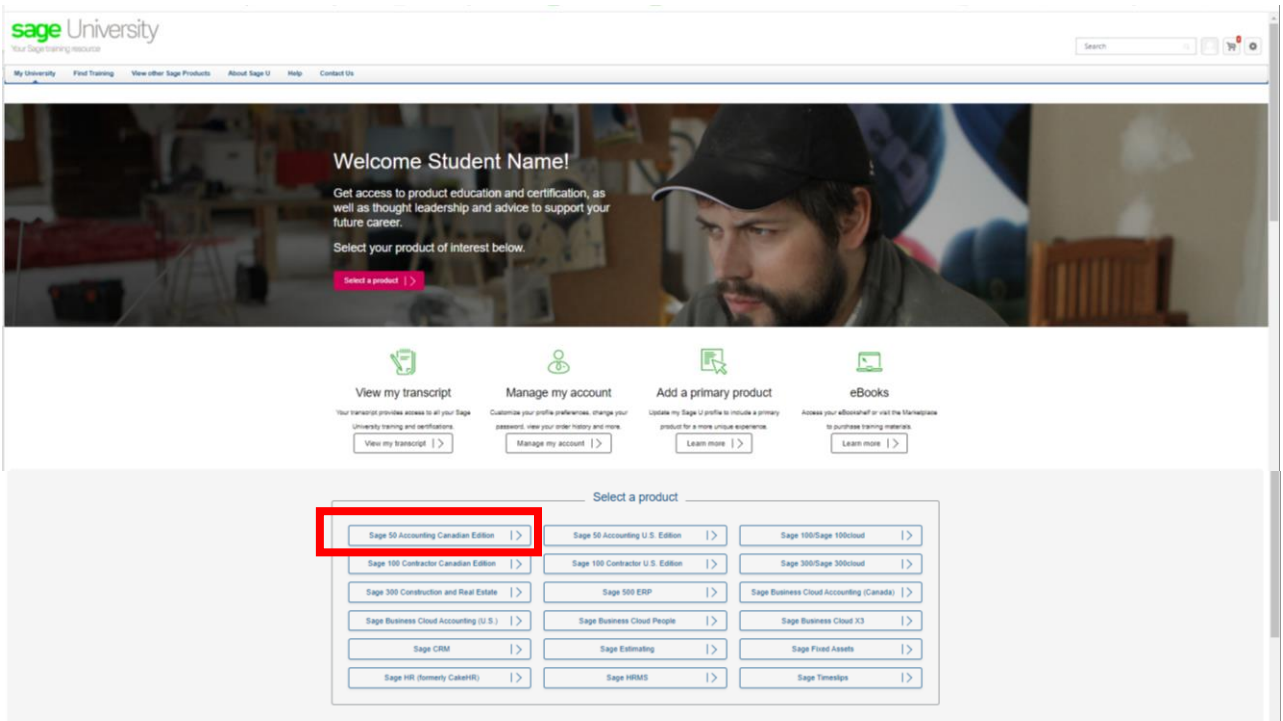 sage University
Your Sage training resource
Search
My University Find Training View other Sage Products About Sage U Help Contact Us
Welcome Student Name!
Get access to product education and certification, as
well as thought leadership and advice to support your
future career.
Select your product of interest below.
Select a product
View my transcript Manage my account Add a primary product eBooks
Your transcript provides access to all your Sage Customize your profile preferences, change your Update my Sage U profile to include a primary Access your eBookshelf or visit the Marketplace
University training and certifications. password, view your order history and more. product for a more unique experience. to purchase training materials.
View my transcript Manage my account Learn more Learn more
Select a product
Sage 50 Accounting Canadian Edition Sage 50 Accounting U.S. Edition Sage 100/Sage 100cloud
Sage 100 Contractor Canadian Edition Sage 100 Contractor U.S. Edition Sage 300/Sage 300cloud
Sage 300 Construction and Real Estate Sage 500 ERP Sage Business Cloud Accounting (Canada)
Sage Business Cloud Accounting (U.S.) Sage Business Cloud People Sage Business Cloud X3
Sage CRM Sage Estimating Sage Fixed Assets
Sage HR (formerly CakeHR) Sage HRMS Sage Timeslips